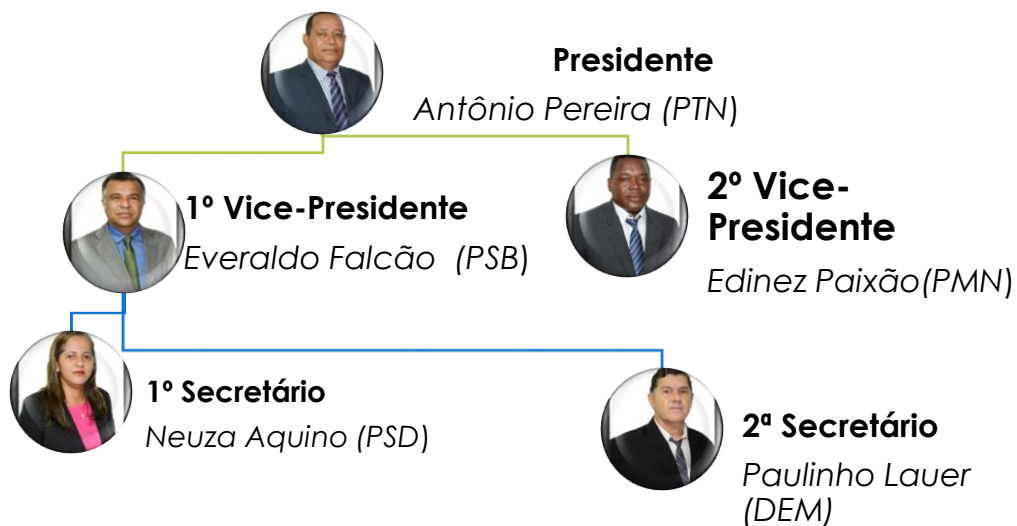 Presidente
Antônio Pereira (PTN)
1º Vice-Presidente
Everaldo Falcão (PSB)
2º Vice-
Presidente
Edinez Paixão(PMN)
1º Secretário
Neuza Aquino (PSD)
2ª Secretário
Paulinho Lauer
(DEM)